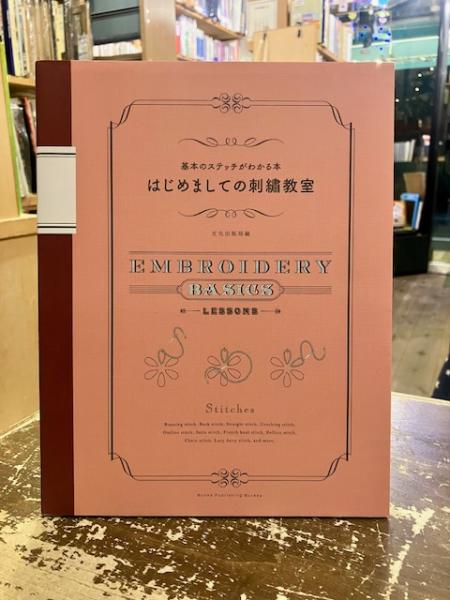 基本のステッチがわかる本
はじめましての刺繍教室
文化出版局編
EMBROIDERY
BASICS
LESSONS
Stitches
Running stitch, Back stitch, Straight stitch, Couching stitch,
Outline stitch, Satin stitch, French knot stitch, Bullion stitch,
Chain stitch, Lazy daisy stitch, and more.
Bunka Publishing Bureau